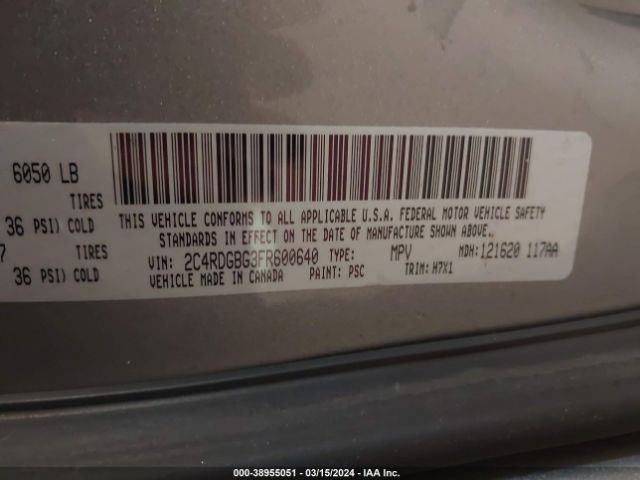 6050 LB
TIRES
36 PSI) COLD
7 TIRES
36 PSI) COLD
THIS VEHICLE CONFORMS TO ALL APPLICABLE U.S.A. FEDERAL MOTOR VEHICLE SAFETY
STANDARDS IN EFFECT ON THE DATE OF MANUFACTURE SHOWN ABOVE.
VIN: 2C4RDGBG3FR600640 TYPE: MPV MDH:121620 117AA
VEHICLE MADE IN CANADA PAINT: PSC TRIM: H7X1
© 000-38955051 - 03/15/2024 - IAA Inc.